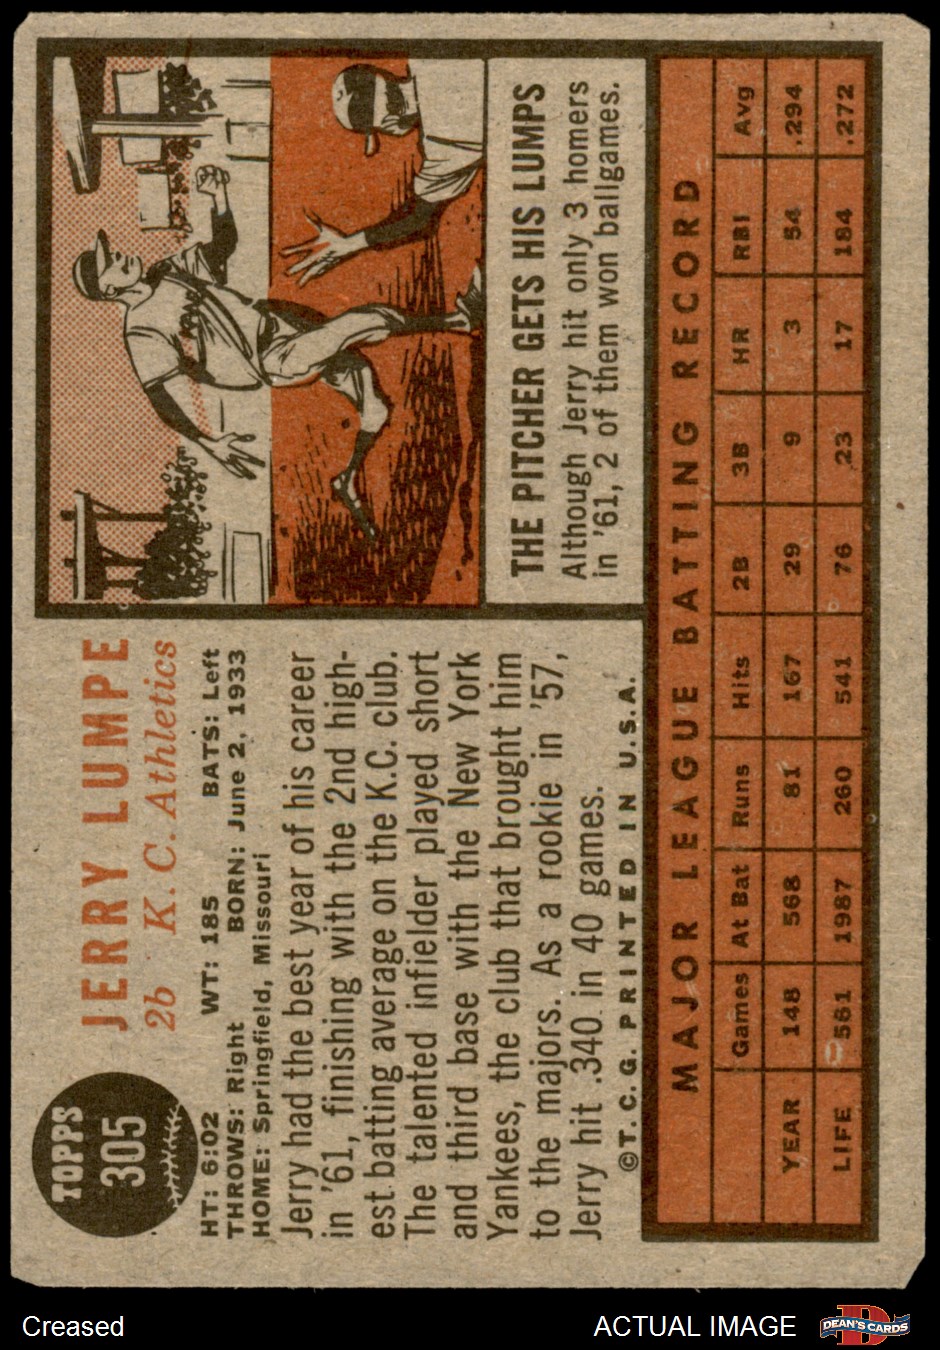 TOPPS
305
JERRY LUMPE
2b K. C. Athletics
HT: 6:02 WT: 185 BATS: Left
THROWS: Right BORN: June 2, 1933
HOME: Springfield, Missouri
Jerry had the best year of his career
in '61, finishing with the 2nd high-
est batting average on the K.C. club.
The talented infielder played short
and third base with the New York
Yankees, the club that brought him
to the majors. As a rookie in '57,
Jerry hit .340 in 40 games.
©T. C. G. PRINTED IN U. S. A.
THE PITCHER GETS HIS LUMPS
Although Jerry hit only 3 homers
in '61, 2 of them won ballgames.
MAJOR LEAGUE BATTING RECORD
Games At Bat Runs Hits 2B 3B HR RBI Avg
YEAR 148 568 81 167 29 9 3 54 .294
LIFE 561 1987 260 541 76 23 17 184 .272
Creased
ACTUAL IMAGE
D
DEAN'S CARDS